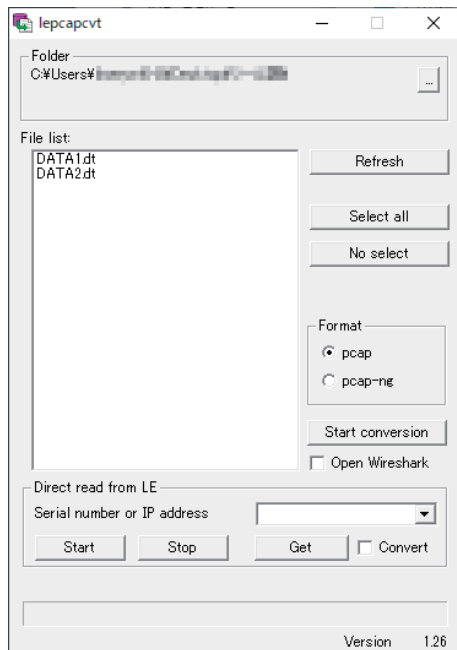 lepcapcvt
Folder
C:¥Users¥
...
File list:
DATA1.dt
DATA2.dt
Refresh
Select all
No select
Format
pcap
pcap-ng
Start conversion
Open Wireshark
Direct read from LE
Serial number or IP address
Start Stop Get Convert
Version 1.26